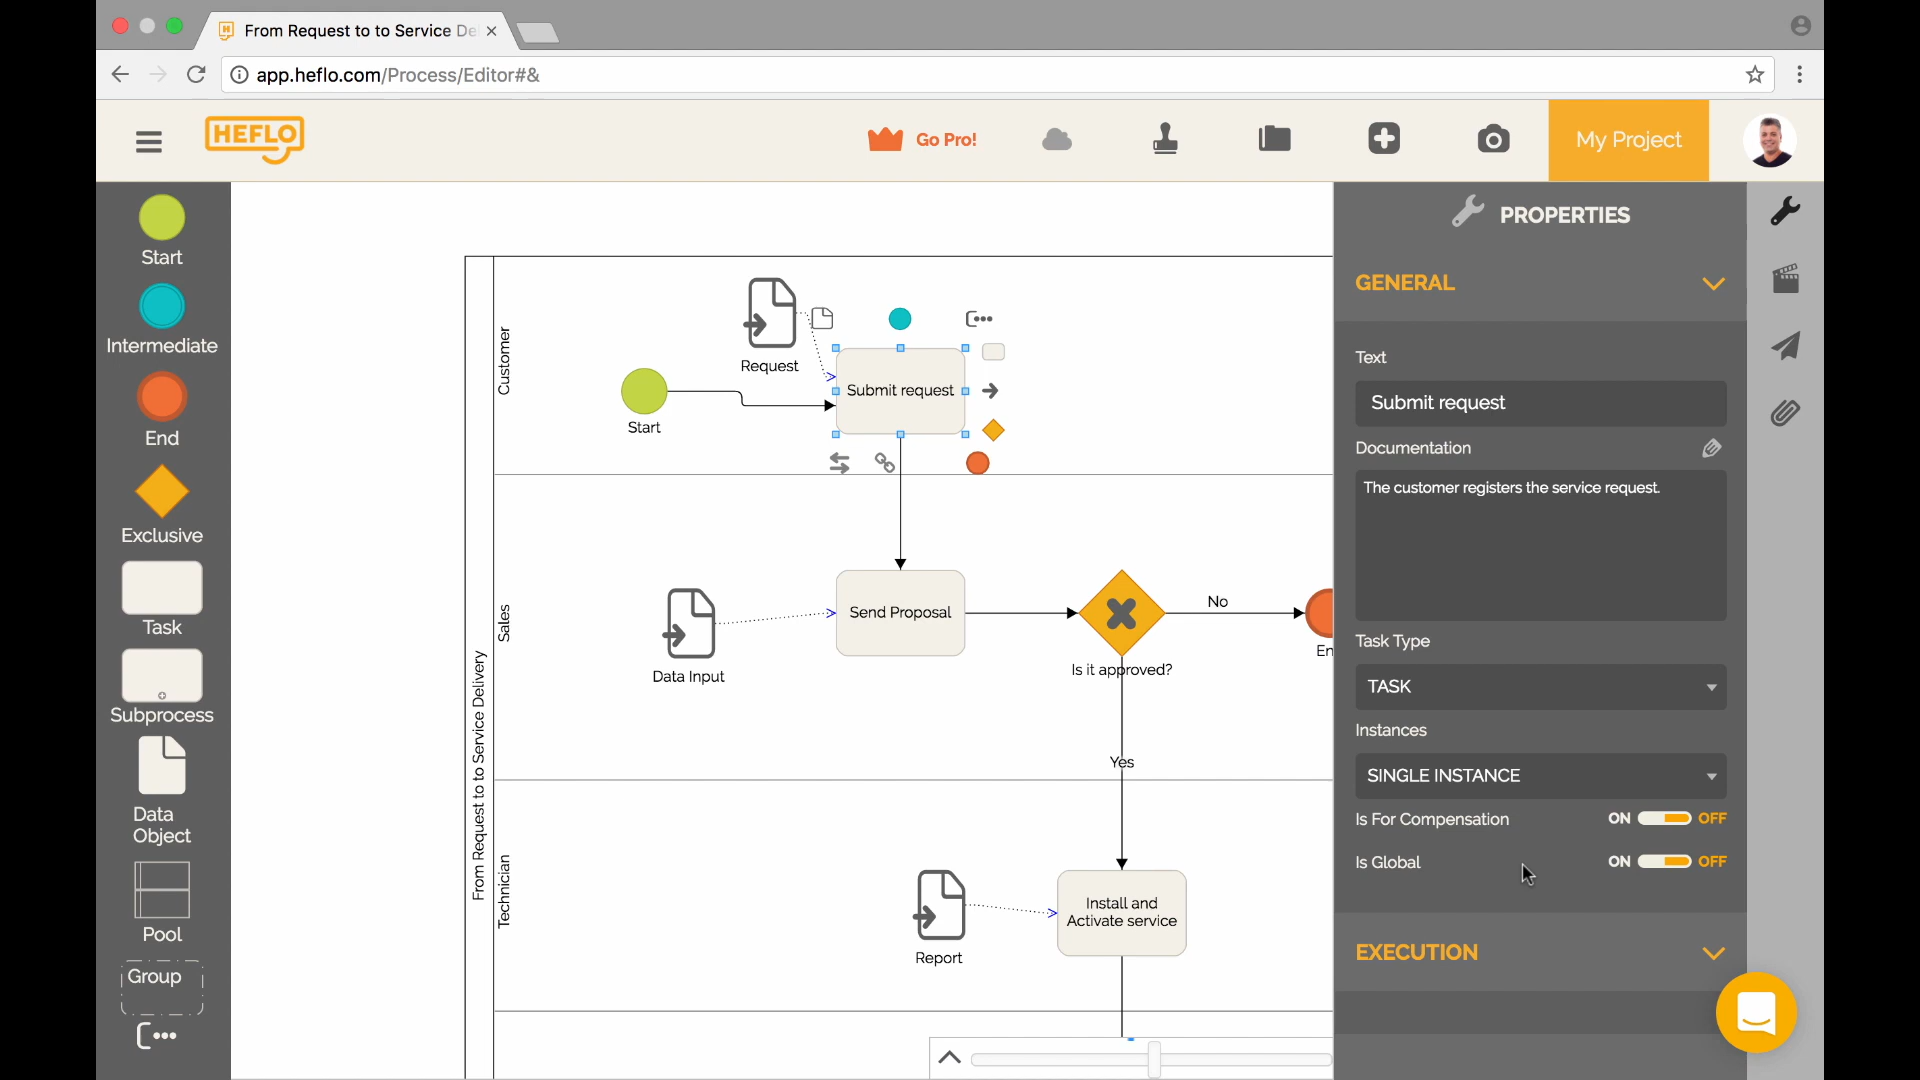 From Request to to Service De
app.heflo.com/Process/Editor#&
HEFLO
Go Pro!
My Project
Start
Intermediate
End
Exclusive
Task
Subprocess
Data
Object
Pool
Group
From Request to to Service Delivery
Customer
Request
Start
Submit request
Sales
Data Input
Send Proposal
Is it approved?
No
En
Yes
Technician
Report
Install and
Activate service
PROPERTIES
GENERAL
Text
Submit request
Documentation
The customer registers the service request.
Task Type
TASK
Instances
SINGLE INSTANCE
Is For Compensation
ON OFF
Is Global
ON OFF
EXECUTION